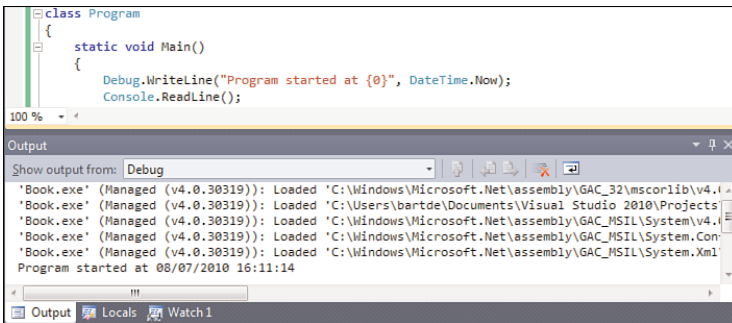 class Program
{
static void Main()
{
Debug.WriteLine("Program started at {0}", DateTime.Now);
Console.ReadLine();
100 %
Output
Show output from: Debug
'Book.exe' (Managed (v4.0.30319)): Loaded 'C:\Windows\Microsoft.Net\assembly\GAC_32\mscorlib\v4.
'Book.exe' (Managed (v4.0.30319)): Loaded 'C:\Users\bartde\Documents\Visual Studio 2010\Projects
'Book.exe' (Managed (v4.0.30319)): Loaded 'C:\Windows\Microsoft.Net\assembly\GAC_MSIL\System\v4.
'Book.exe' (Managed (v4.0.30319)): Loaded 'C:\Windows\Microsoft.Net\assembly\GAC_MSIL\System.Con
'Book.exe' (Managed (v4.0.30319)): Loaded 'C:\Windows\Microsoft.Net\assembly\GAC_MSIL\System.Xml
Program started at 08/07/2010 16:11:14
Output Locals Watch 1